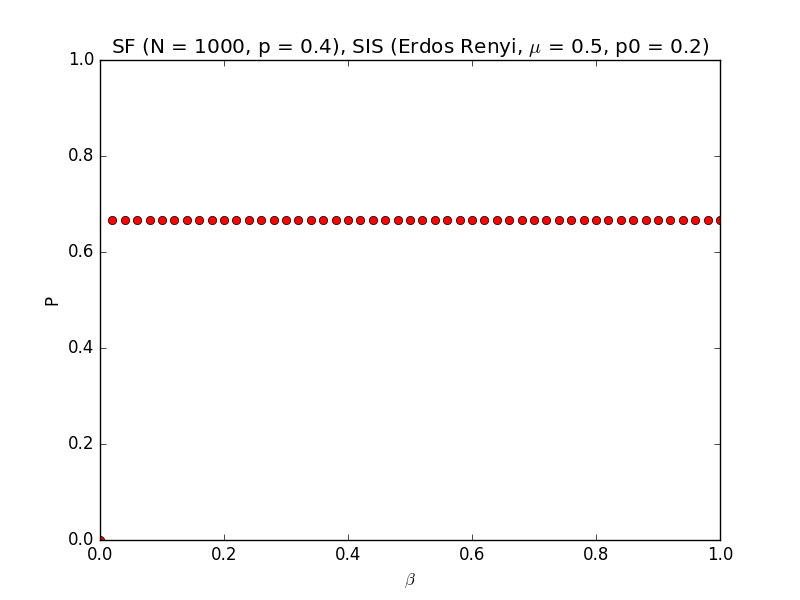 SF (N = 1000, p = 0.4), SIS (Erdos Renyi, μ = 0.5, p0 = 0.2)
1.0
0.8
0.6
P
0.4
0.2
0.0
0.0 0.2 0.4 0.6 0.8 1.0
β